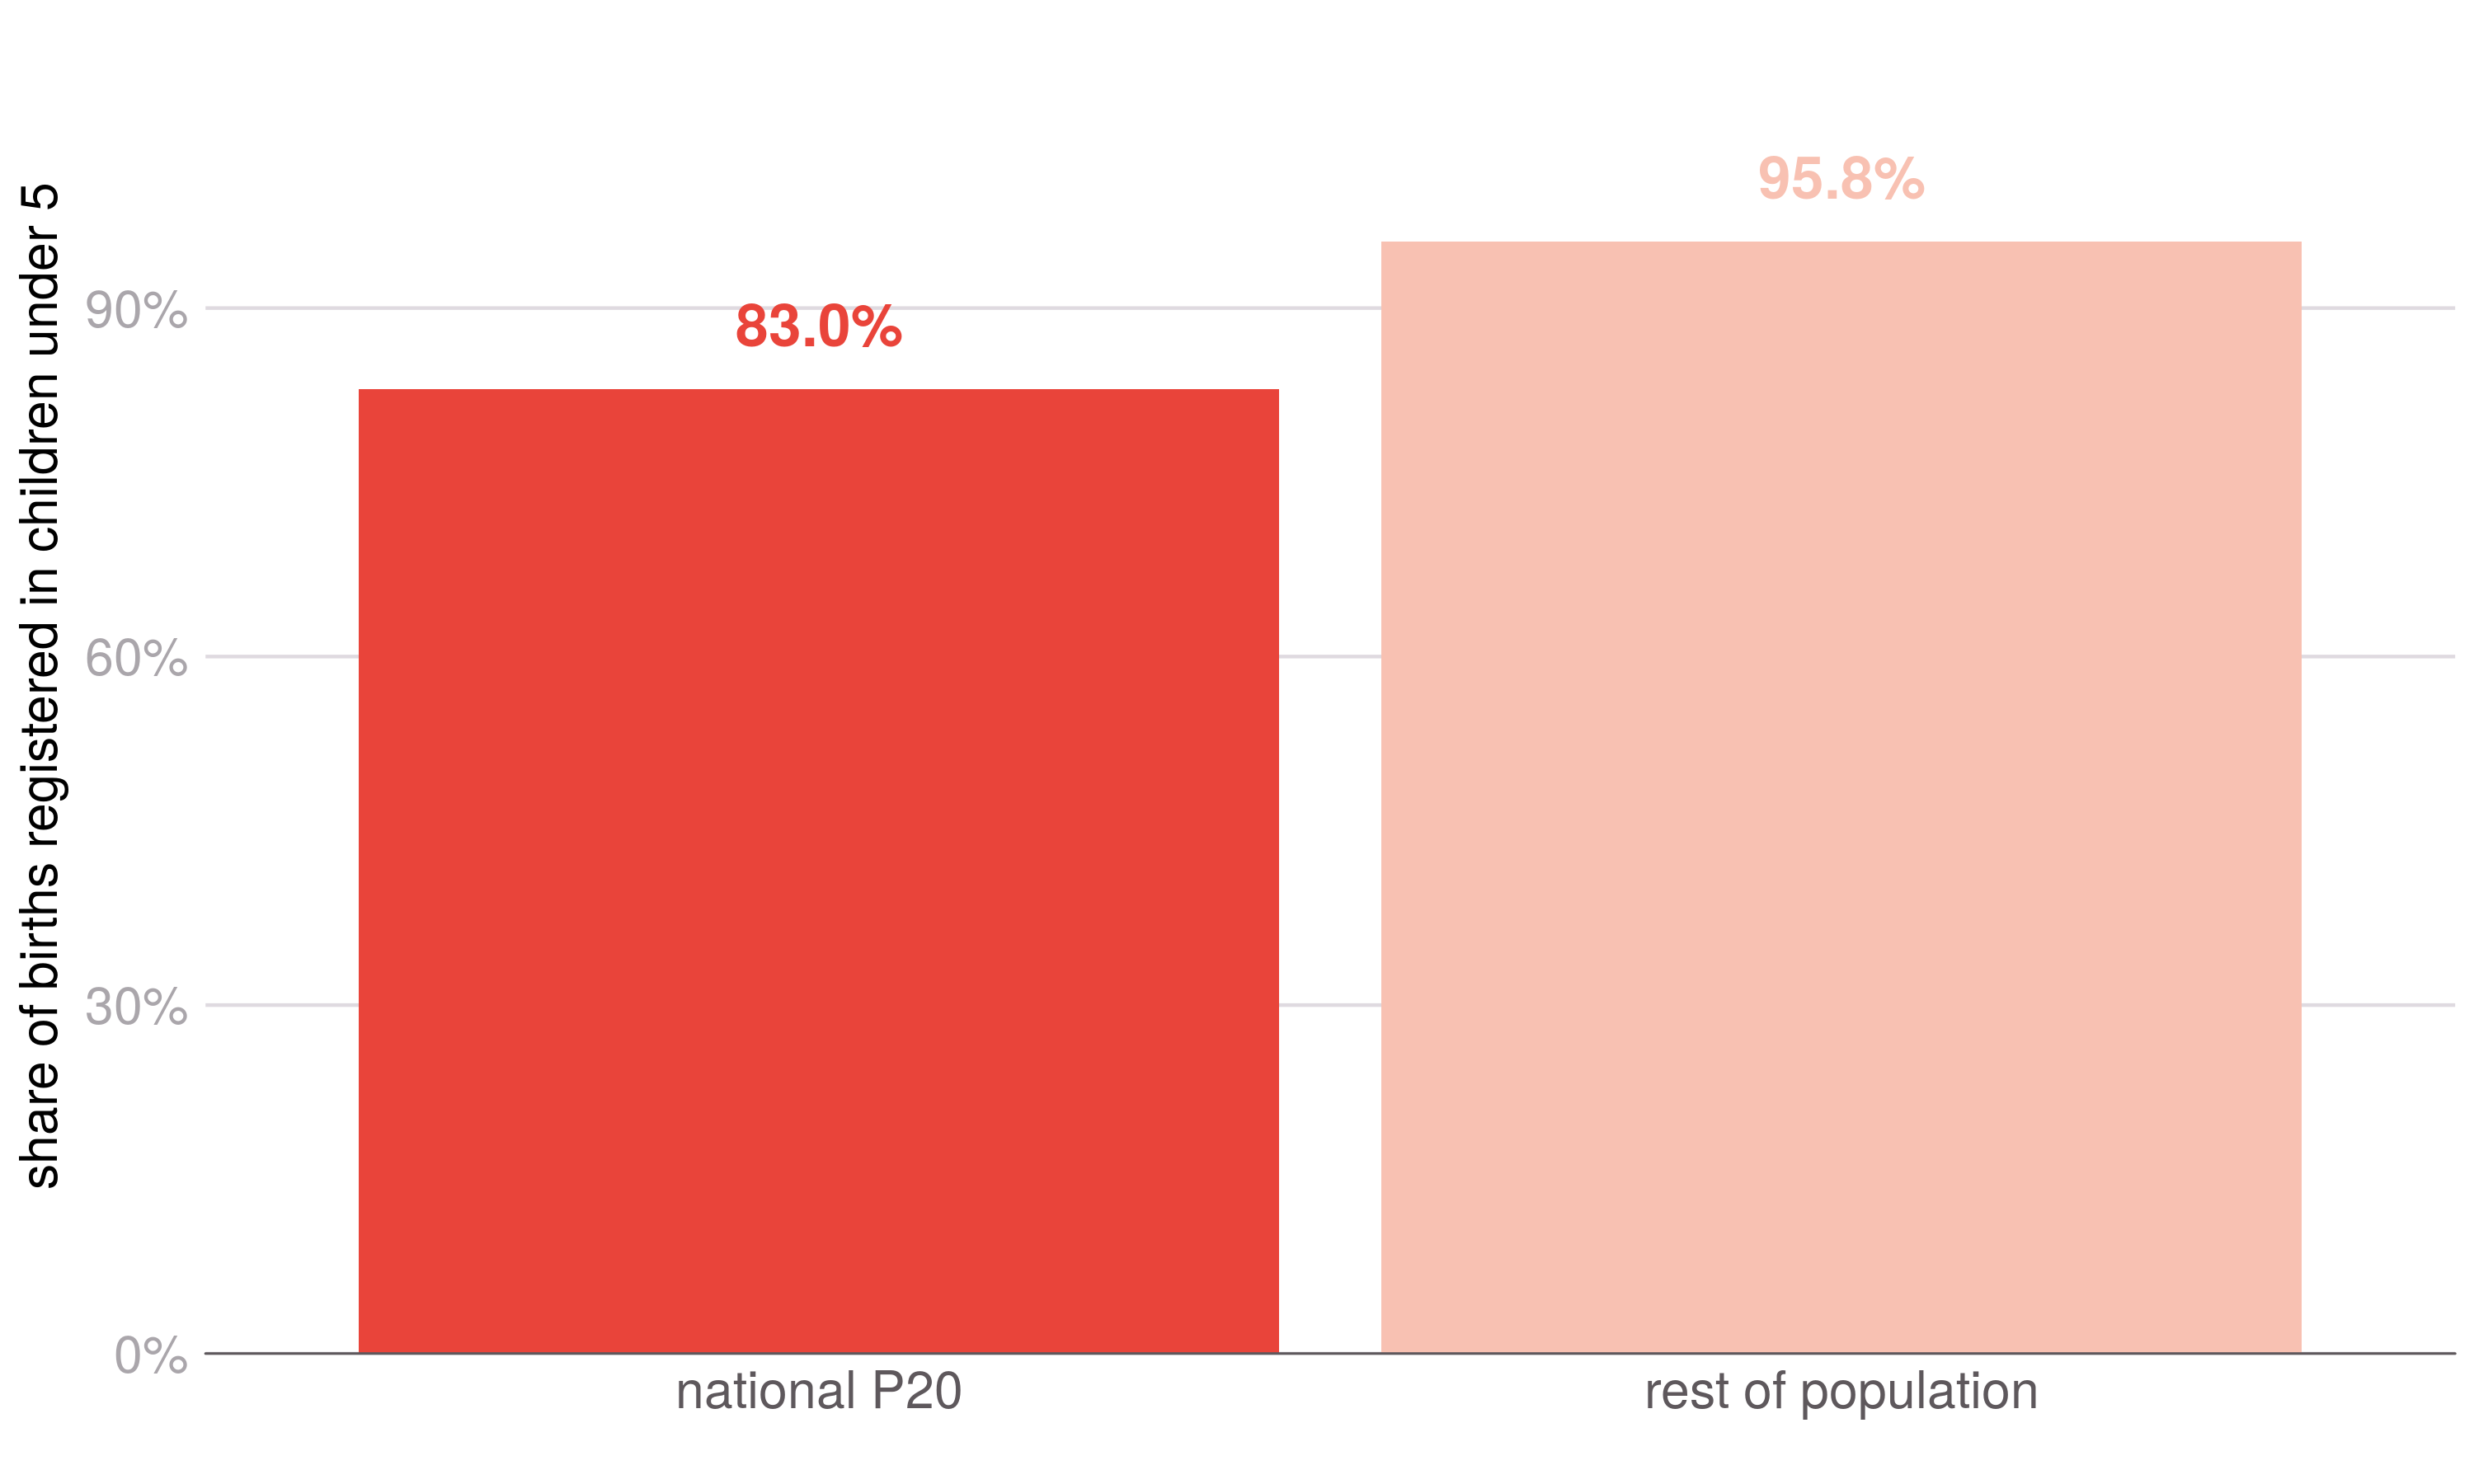 share of births registered in children under 5
90%
60%
30%
0%
83.0%
95.8%
national P20
rest of population